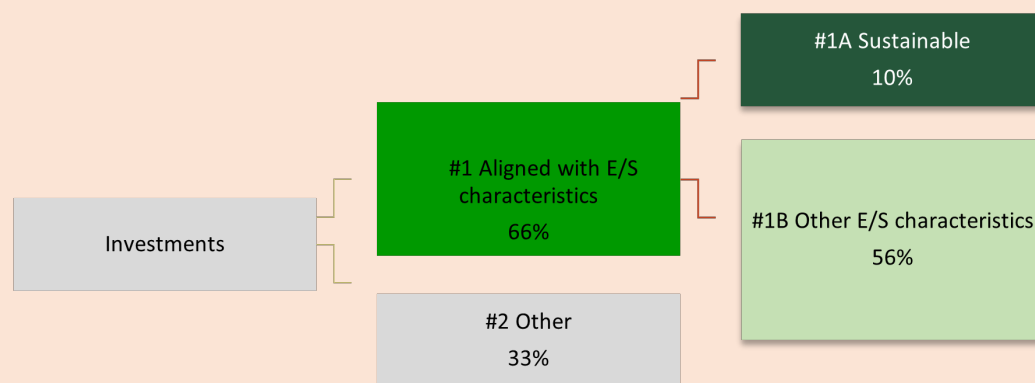 #1A Sustainable
10%
#1 Aligned with E/S
characteristics
66%
#1B Other E/S characteristics
56%
Investments
#2 Other
33%